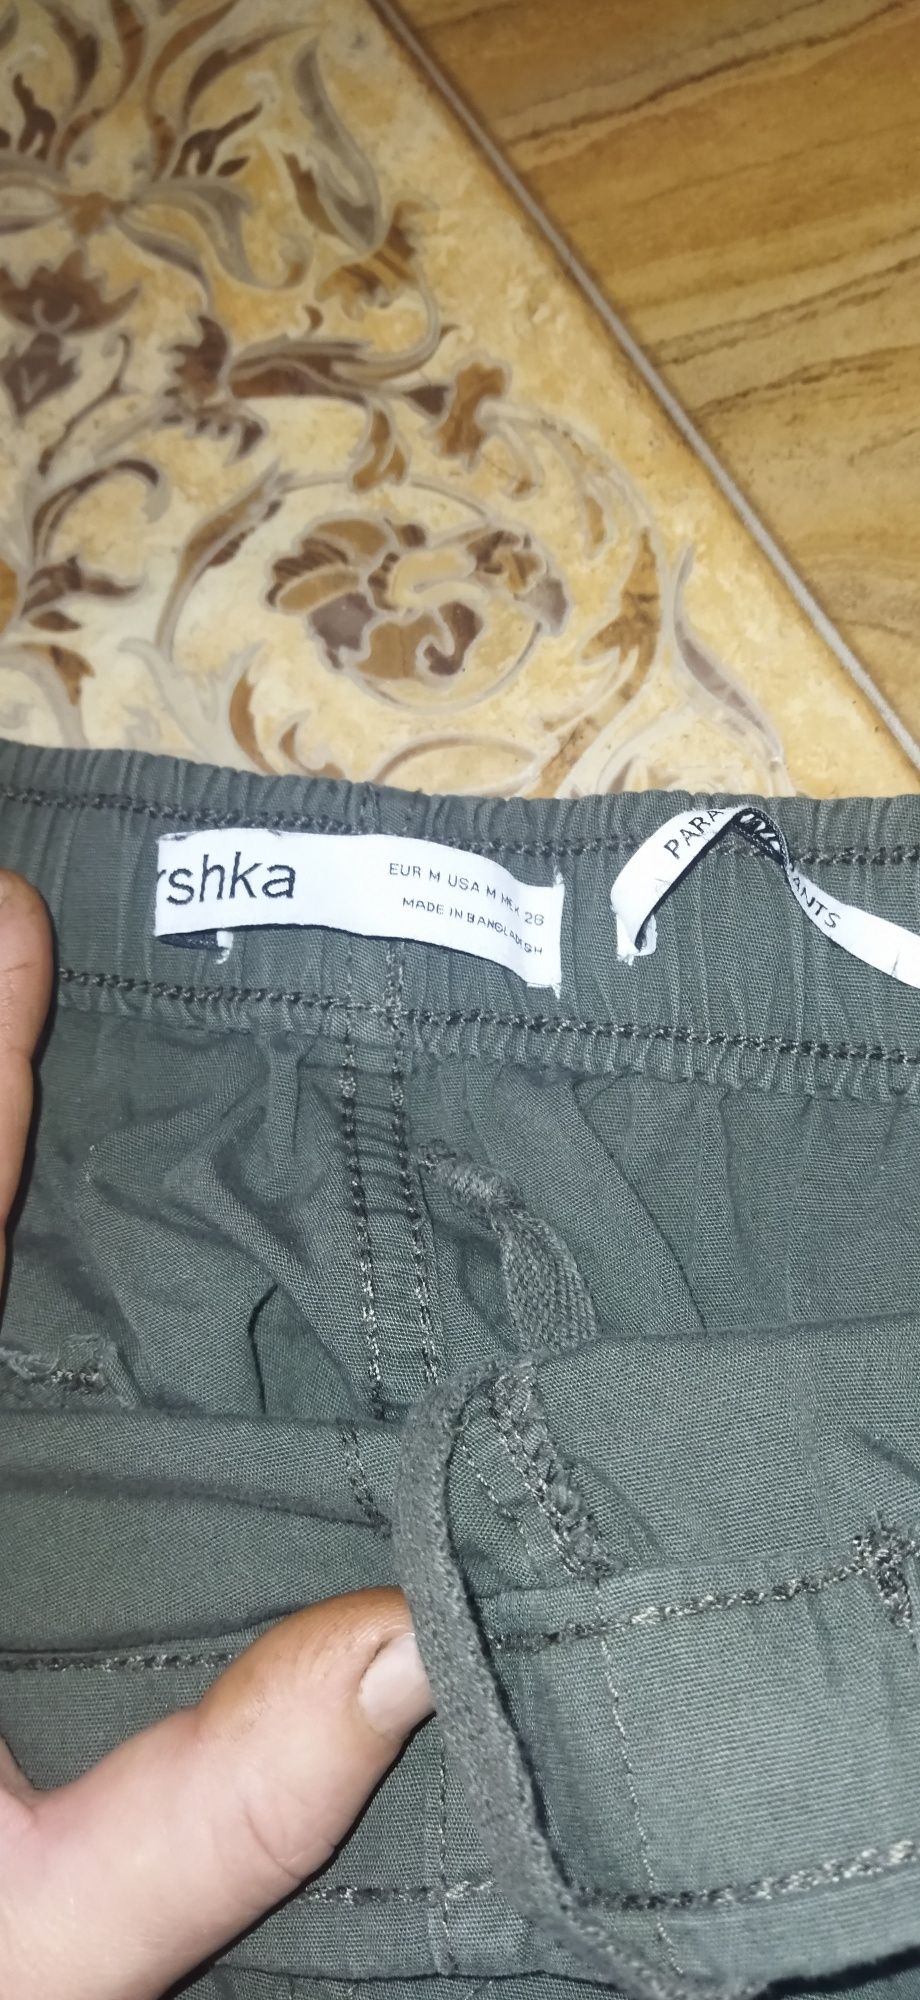 rshka
EUR M USA M MEX 28
MADE IN BANGLADESH
PARA
ANTS